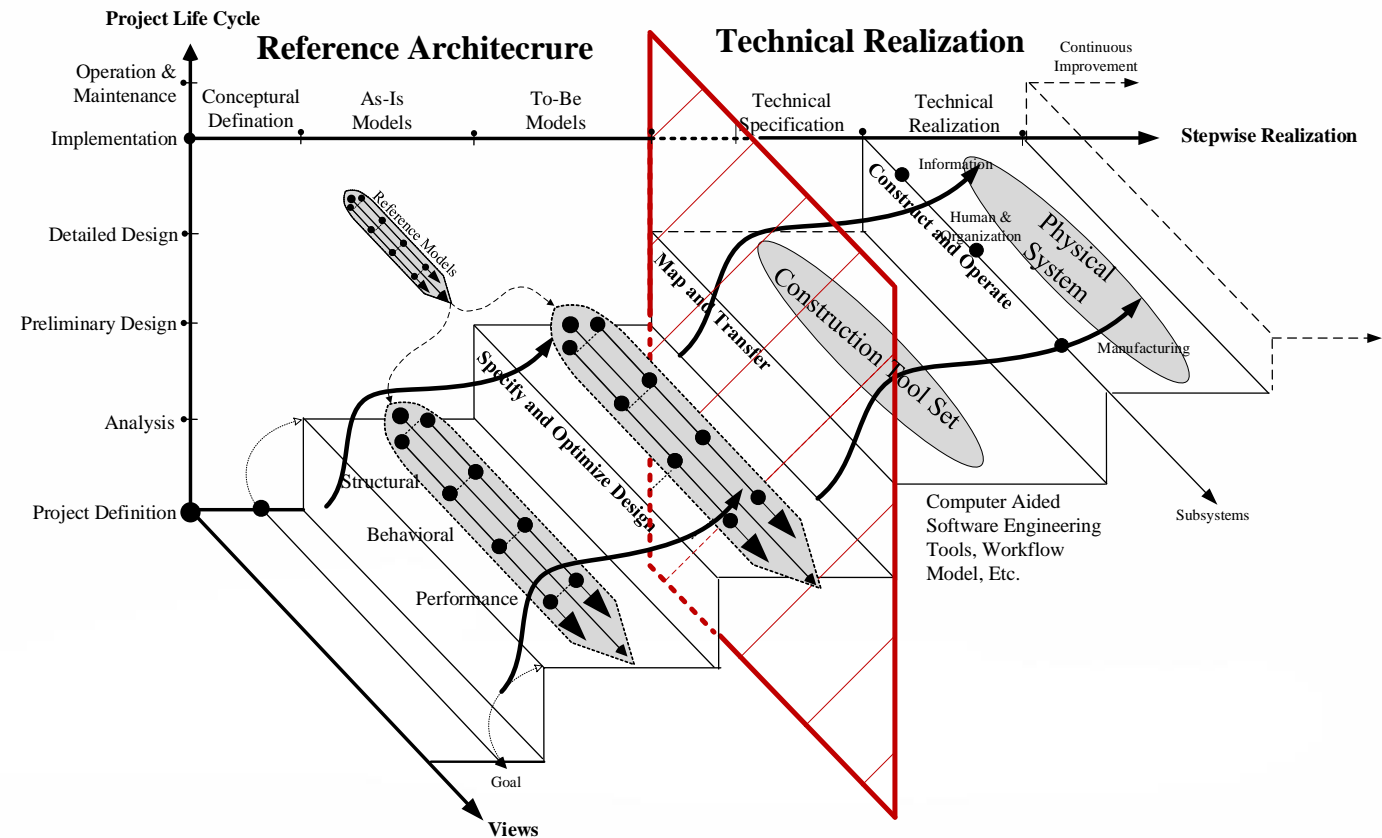 Project Life Cycle
Reference Architecrure
Technical Realization
Continuous
Improvement
Operation &
Maintenance
Conceptural
Defination
As-Is
Models
To-Be
Models
Technical
Specification
Technical
Realization
Implementation
Stepwise Realization
Information
Construct and Operate
Reference Models
Human &
Organization
Physical
System
Detailed Design
Map and Transfer
Construction Tool Set
Preliminary Design
Manufacturing
Specify and Optimize Design
Analysis
Structural
Behavioral
Performance
Project Definition
Computer Aided
Software Engineering
Tools, Workflow
Model, Etc.
Subsystems
Goal
Views